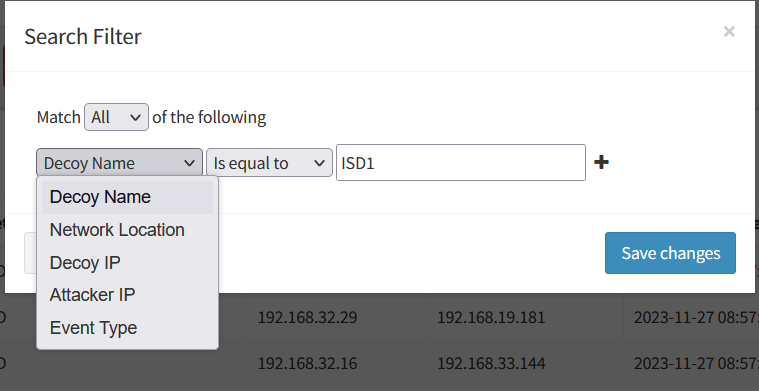 Search Filter ×
Match All of the following
Decoy Name Is equal to ISD1
Decoy Name
Network Location
Decoy IP
Attacker IP
Event Type
Save changes
192.168.32.29 192.168.19.181 2023-11-27 08:57:
192.168.32.16 192.168.33.144 2023-11-27 08:57: